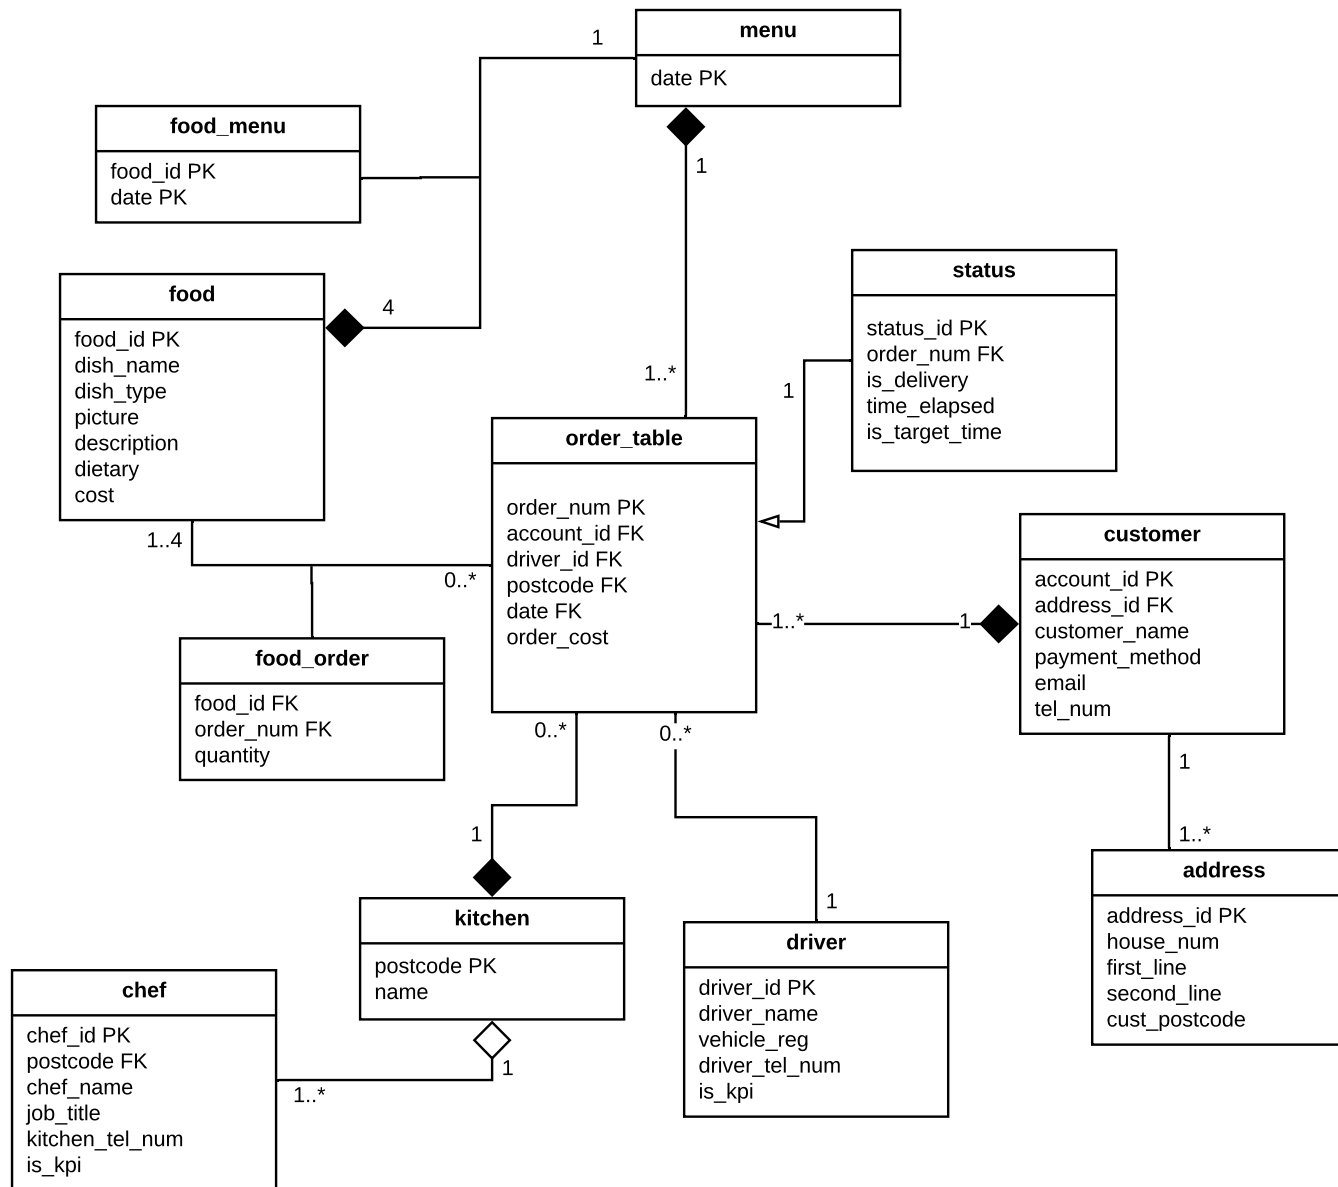 menu
date PK
1
1
food_menu
food_id PK
date PK
food
food_id PK
dish_name
dish_type
picture
description
dietary
cost
4
1..4
0..*
1..*
status
status_id PK
order_num FK
is_delivery
time_elapsed
is_target_time
1
order_table
order_num PK
account_id FK
driver_id FK
postcode FK
date FK
order_cost
1..*
1
customer
account_id PK
address_id FK
customer_name
payment_method
email
tel_num
food_order
food_id FK
order_num FK
quantity
0..*
0..*
1
1
1
1..*
kitchen
postcode PK
name
1
1..*
driver
driver_id PK
driver_name
vehicle_reg
driver_tel_num
is_kpi
address
address_id PK
house_num
first_line
second_line
cust_postcode
chef
chef_id PK
postcode FK
chef_name
job_title
kitchen_tel_num
is_kpi